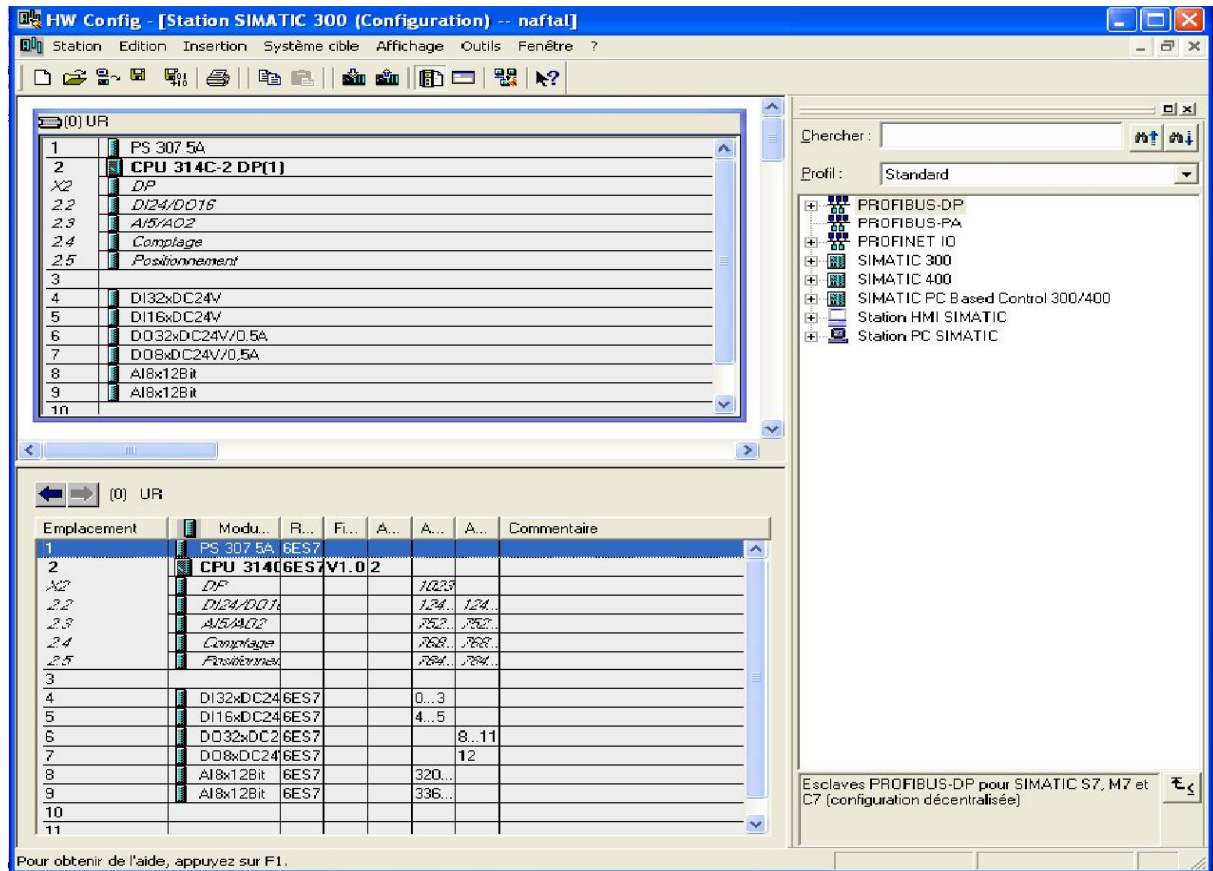 HW Config - [Station SIMATIC 300 (Configuration) -- naftal]
Station Edition Insertion Système cible Affichage Outils Fenêtre ?
(0) UR
1 PS 307 5A
2 CPU 314C-2 DP(1)
X2 DP
2.2 DI24/DO16
2.3 AI5/AO2
2.4 Comptage
2.5 Positionnement
3
4 DI32xDC24V
5 DI16xDC24V
6 DO32xDC24V/0.5A
7 DO8xDC24V/0,5A
8 AI8x12Bit
9 AI8x12Bit
10
(0) UR
Emplacement Modu... R... Fi... A... A... A... Commentaire
1 PS 307 5A 6ES7
2 CPU 314C 6ES7 V1.0 2
X2 DP 1023
2.2 DI24/DO16 124... 124...
2.3 AI5/AO2 752... 752...
2.4 Comptage 768... 768...
2.5 Positionnem 784... 784...
3
4 DI32xDC24 6ES7 0...3
5 DI16xDC24 6ES7 4...5
6 DO32xDC2 6ES7 8...11
7 DO8xDC24 6ES7 12
8 AI8x12Bit 6ES7 320...
9 AI8x12Bit 6ES7 336...
10
11
Chercher :
Profil : Standard
PROFIBUS-DP
PROFIBUS-PA
PROFINET IO
SIMATIC 300
SIMATIC 400
SIMATIC PC Based Control 300/400
Station HMI SIMATIC
Station PC SIMATIC
Esclaves PROFIBUS-DP pour SIMATIC S7, M7 et
C7 (configuration décentralisée)
Pour obtenir de l'aide, appuyez sur F1.